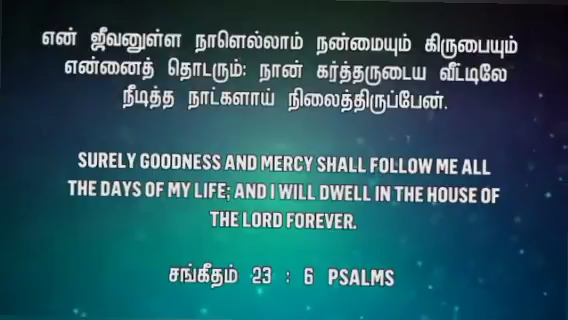 என் ஜீவனுள்ள நாளெல்லாம் நன்மையும் கிருபையும்
என்னைத் தொடரும்: நான் கர்த்தருடைய வீட்டிலே
நீடித்த நாட்களாய் நிலைத்திருப்பேன்.
SURELY GOODNESS AND MERCY SHALL FOLLOW ME ALL
THE DAYS OF MY LIFE; AND I WILL DWELL IN THE HOUSE OF
THE LORD FOREVER.
சங்கீதம் 23 : 6 PSALMS